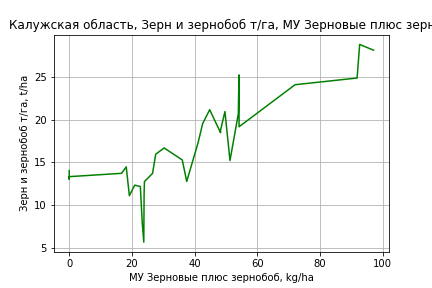 Калужская область, Зерн и зернобоб т/га, МУ Зерновые плюс зерн
25
20
15
10
5
Зерн и зернобоб т/га, t/ha
0 20 40 60 80 100
МУ Зерновые плюс зернобоб, kg/ha